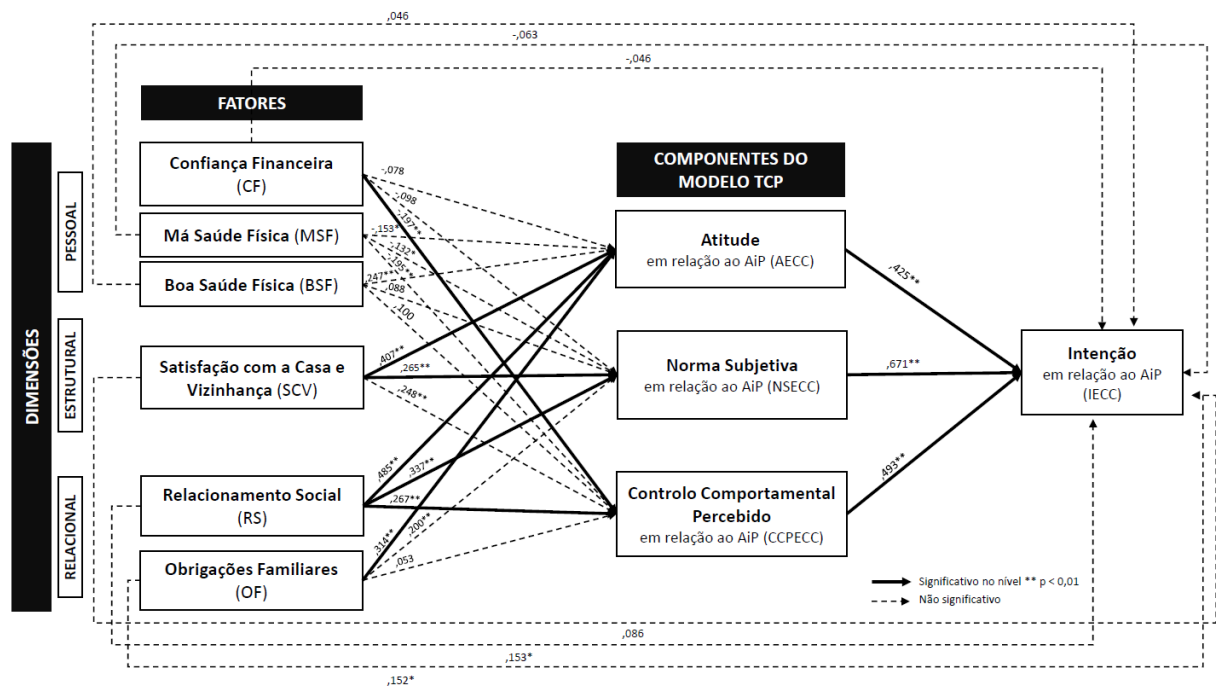 ,046
-,063
-,046
FATORES
DIMENSÕES
PESSOAL
Confiança Financeira
(CF)
Má Saúde Física (MSF)
Boa Saúde Física (BSF)
ESTRUTURAL
Satisfação com a Casa e
Vizinhança (SCV)
RELACIONAL
Relacionamento Social
(RS)
Obrigações Familiares
(OF)
-,078
-,098
-,197**
-,153*
-,132*
-,195**
,247**
,088
,100
,407**
,265**
,248**
,485**
,337**
,267**
,314**
,200**
,053
COMPONENTES DO
MODELO TCP
Atitude
em relação ao AiP (AECC)
Norma Subjetiva
em relação ao AiP (NSECC)
Controlo Comportamental
Percebido
em relação ao AiP (CCPECC)
,425**
,671**
,493**
Intenção
em relação ao AiP
(IECC)
Significativo no nível ** p < 0,01
Não significativo
,086
,153*
,152*